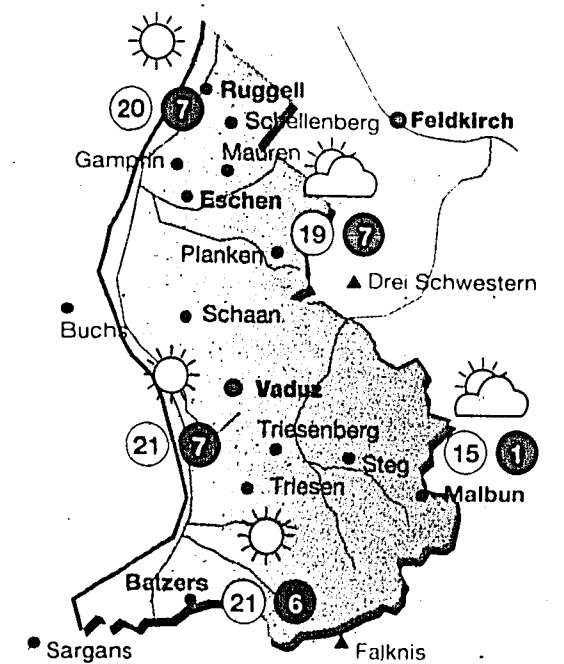 Ruggell
20 7
Schellenberg
Feldkirch
Gamprin
Mauren
Eschen
19 7
Planken
Drei Schwestern
Schaan
Buchs
Vaduz
Triesenberg
21 7
15 1
Steg
Triesen
Malbun
Balzers
21 6
Sargans
Falknis